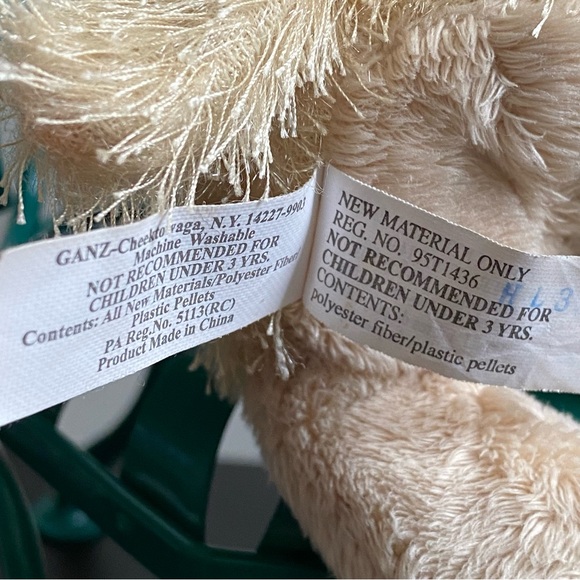 GANZ-Cheektowaga, N.Y. 14227-9903
Machine Washable
NOT RECOMMENDED FOR
CHILDREN UNDER 3 YRS.
Contents: All New Materials/Polyester Fiber/
Plastic Pellets
PA Reg.No. 5113(RC)
Product Made in China
NEW MATERIAL ONLY
REG. NO. 95T1436
NOT RECOMMENDED FOR
CHILDREN UNDER 3 YRS.
CONTENTS:
polyester fiber/plastic pellets